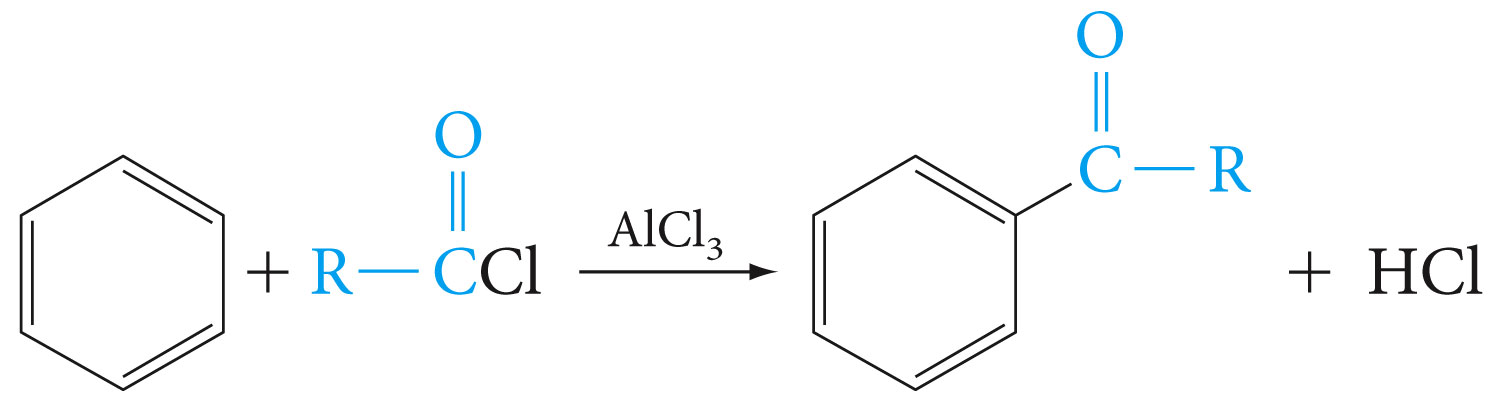 O
O
C—R
AlCl₃
+ R—CCl
+ HCl